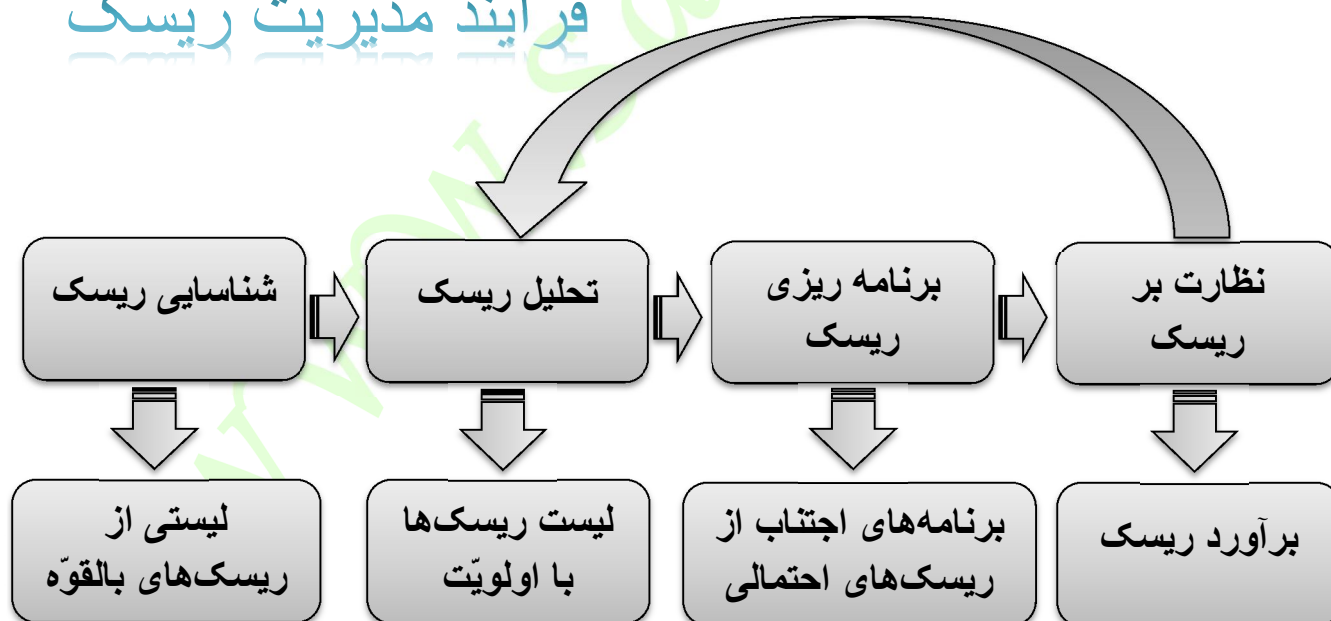 فرآیند مدیریت ریسک
شناسایی ریسک
تحلیل ریسک
برنامه ریزی
ریسک
نظارت بر
ریسک
لیستی از
ریسک‌های بالقوّه
لیست ریسک‌ها
با اولویّت
برنامه‌های اجتناب از
ریسک‌های احتمالی
برآورد ریسک